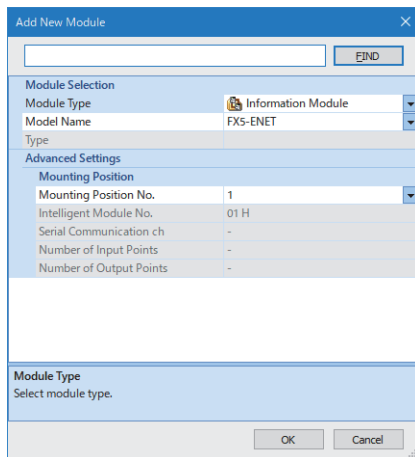 Add New Module
FIND
Module Selection
Module Type Information Module
Model Name FX5-ENET
Type
Advanced Settings
Mounting Position
Mounting Position No. 1
Intelligent Module No. 01 H
Serial Communication ch -
Number of Input Points -
Number of Output Points -
Module Type
Select module type.
OK Cancel